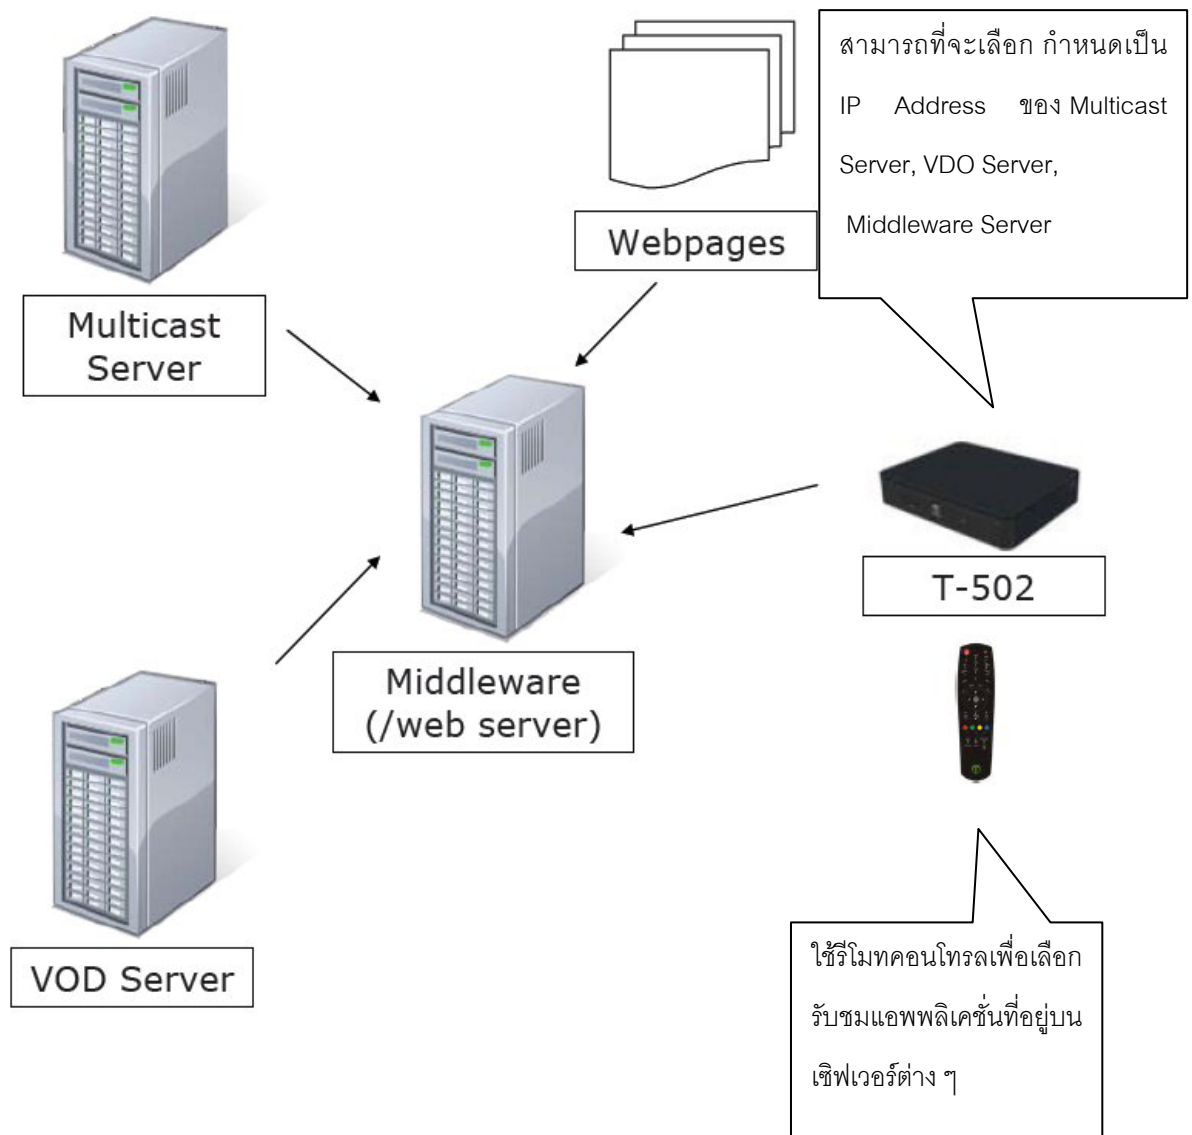 สามารถที่จะเลือก กำหนดเป็น
IP Address ของ Multicast
Server, VDO Server,
Middleware Server
Webpages
Multicast
Server
T-502
Middleware
(/web server)
VOD Server
ใช้รีโมทคอนโทรลเพื่อเลือก
รับชมแอพพลิเคชั่นที่อยู่บน
เซิฟเวอร์ต่าง ๆ